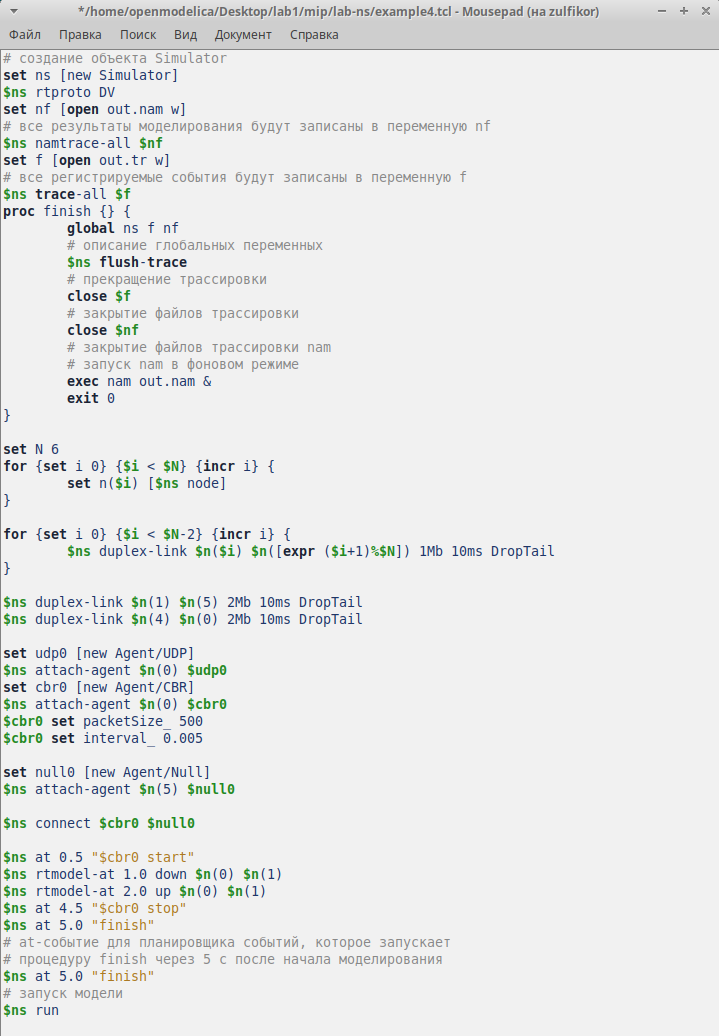 */home/openmodelica/Desktop/lab1/mip/lab-ns/example4.tcl - Mousepad (на zulfikor)
Файл Правка Поиск Вид Документ Справка
# создание объекта Simulator
set ns [new Simulator]
$ns rtproto DV
set nf [open out.nam w]
# все результаты моделирования будут записаны в переменную nf
$ns namtrace-all $nf
set f [open out.tr w]
# все регистрируемые события будут записаны в переменную f
$ns trace-all $f
proc finish {} {
        global ns f nf
        # описание глобальных переменных
        $ns flush-trace
        # прекращение трассировки
        close $f
        # закрытие файлов трассировки
        close $nf
        # закрытие файлов трассировки nam
        # запуск nam в фоновом режиме
        exec nam out.nam &
        exit 0
}
set N 6
for {set i 0} {$i < $N} {incr i} {
        set n($i) [$ns node]
}
for {set i 0} {$i < $N-2} {incr i} {
        $ns duplex-link $n($i) $n([expr ($i+1)%$N]) 1Mb 10ms DropTail
}
$ns duplex-link $n(1) $n(5) 2Mb 10ms DropTail
$ns duplex-link $n(4) $n(0) 2Mb 10ms DropTail
set udp0 [new Agent/UDP]
$ns attach-agent $n(0) $udp0
set cbr0 [new Agent/CBR]
$ns attach-agent $n(0) $cbr0
$cbr0 set packetSize_ 500
$cbr0 set interval_ 0.005
set null0 [new Agent/Null]
$ns attach-agent $n(5) $null0
$ns connect $cbr0 $null0
$ns at 0.5 "$cbr0 start"
$ns rtmodel-at 1.0 down $n(0) $n(1)
$ns rtmodel-at 2.0 up $n(0) $n(1)
$ns at 4.5 "$cbr0 stop"
$ns at 5.0 "finish"
# at-событие для планировщика событий, которое запускает
# процедуру finish через 5 с после начала моделирования
$ns at 5.0 "finish"
# запуск модели
$ns run